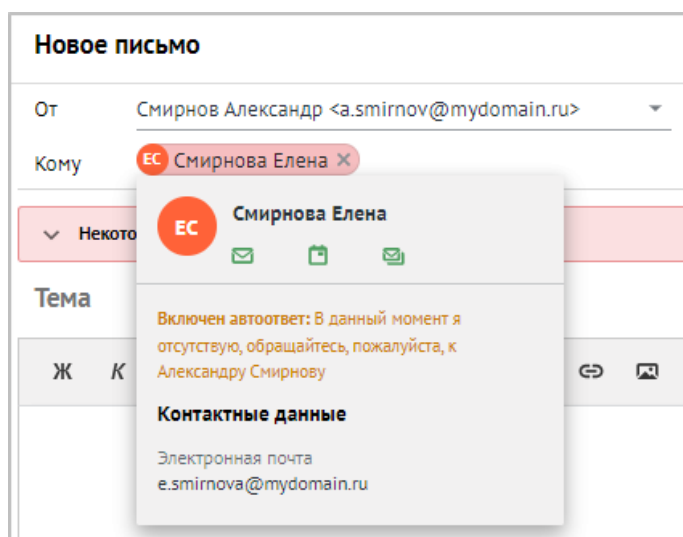 Новое письмо
От Смирнов Александр <a.smirnov@mydomain.ru>
Кому ЕС Смирнова Елена ×
ЕС Смирнова Елена
Тема
Включен автоответ: В данный момент я
отсутствую, обращайтесь, пожалуйста, к
Александру Смирнову
Ж К
Контактные данные
Электронная почта
e.smirnova@mydomain.ru